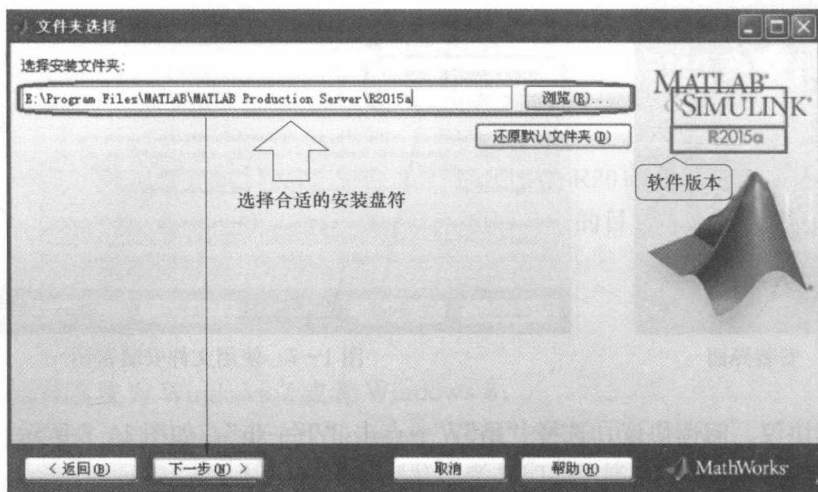 文件夹选择
选择安装文件夹:
E:\Program Files\MATLAB\MATLAB Production Server\R2015a
浏览(R)...
还原默认文件夹(D)
选择合适的安装盘符
MATLAB
& SIMULINK
R2015a
软件版本
<返回(B)
下一步(N) >
取消
帮助(H)
MathWorks